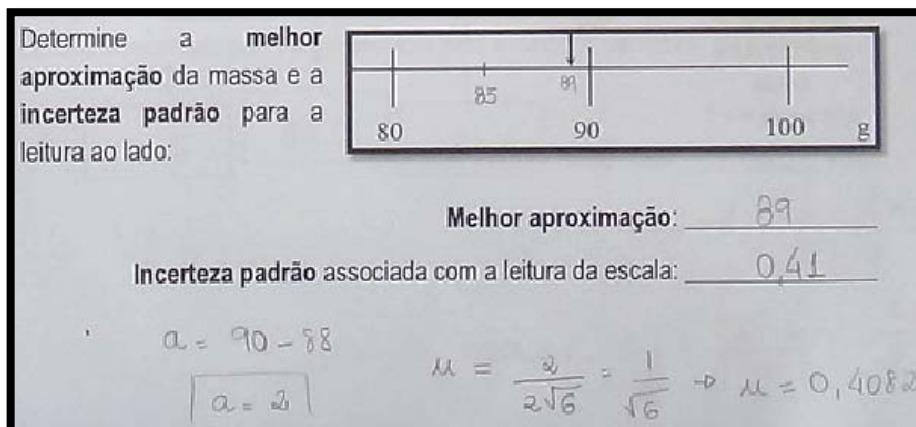 Determine a melhor
aproximação da massa e a
incerteza padrão para a
leitura ao lado:
85 89
80 90 100 g
Melhor aproximação: 89
Incerteza padrão associada com a leitura da escala: 0,41
a = 90 - 88
a = 2
u = 2/2√6 = 1/√6 → u = 0,4082